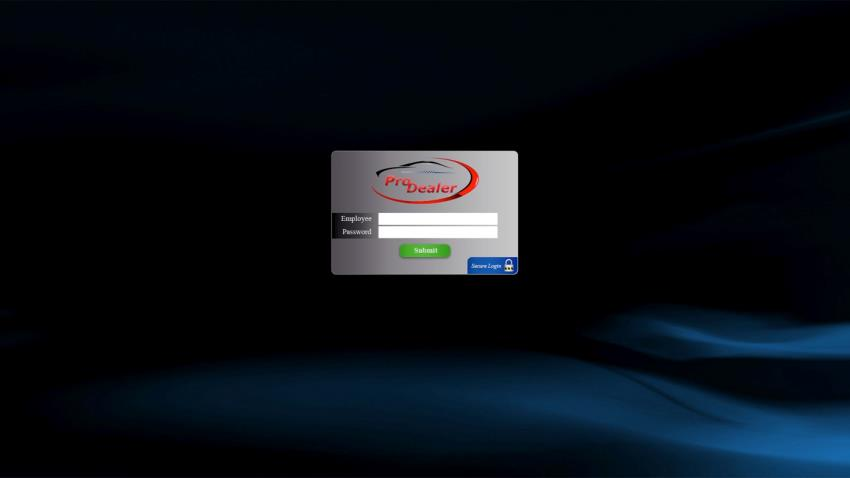 Pro
Dealer
Employee
Password
Submit
Secure Login